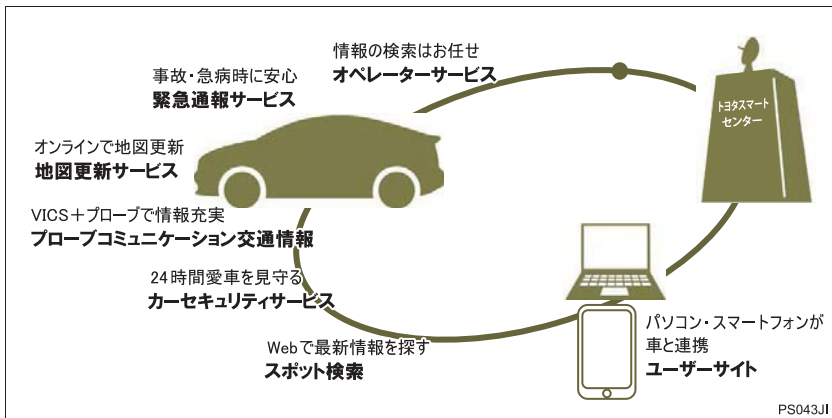 情報の検索はお任せ
オペレーターサービス
事故・急病時に安心
緊急通報サービス
トヨタスマート
センター
オンラインで地図更新
地図更新サービス
VICS+プローブで情報充実
プローブコミュニケーション交通情報
24時間愛車を見守る
カーセキュリティサービス
Webで最新情報を探す
スポット検索
パソコン・スマートフォンが
車と連携
ユーザーサイト
PS043JI